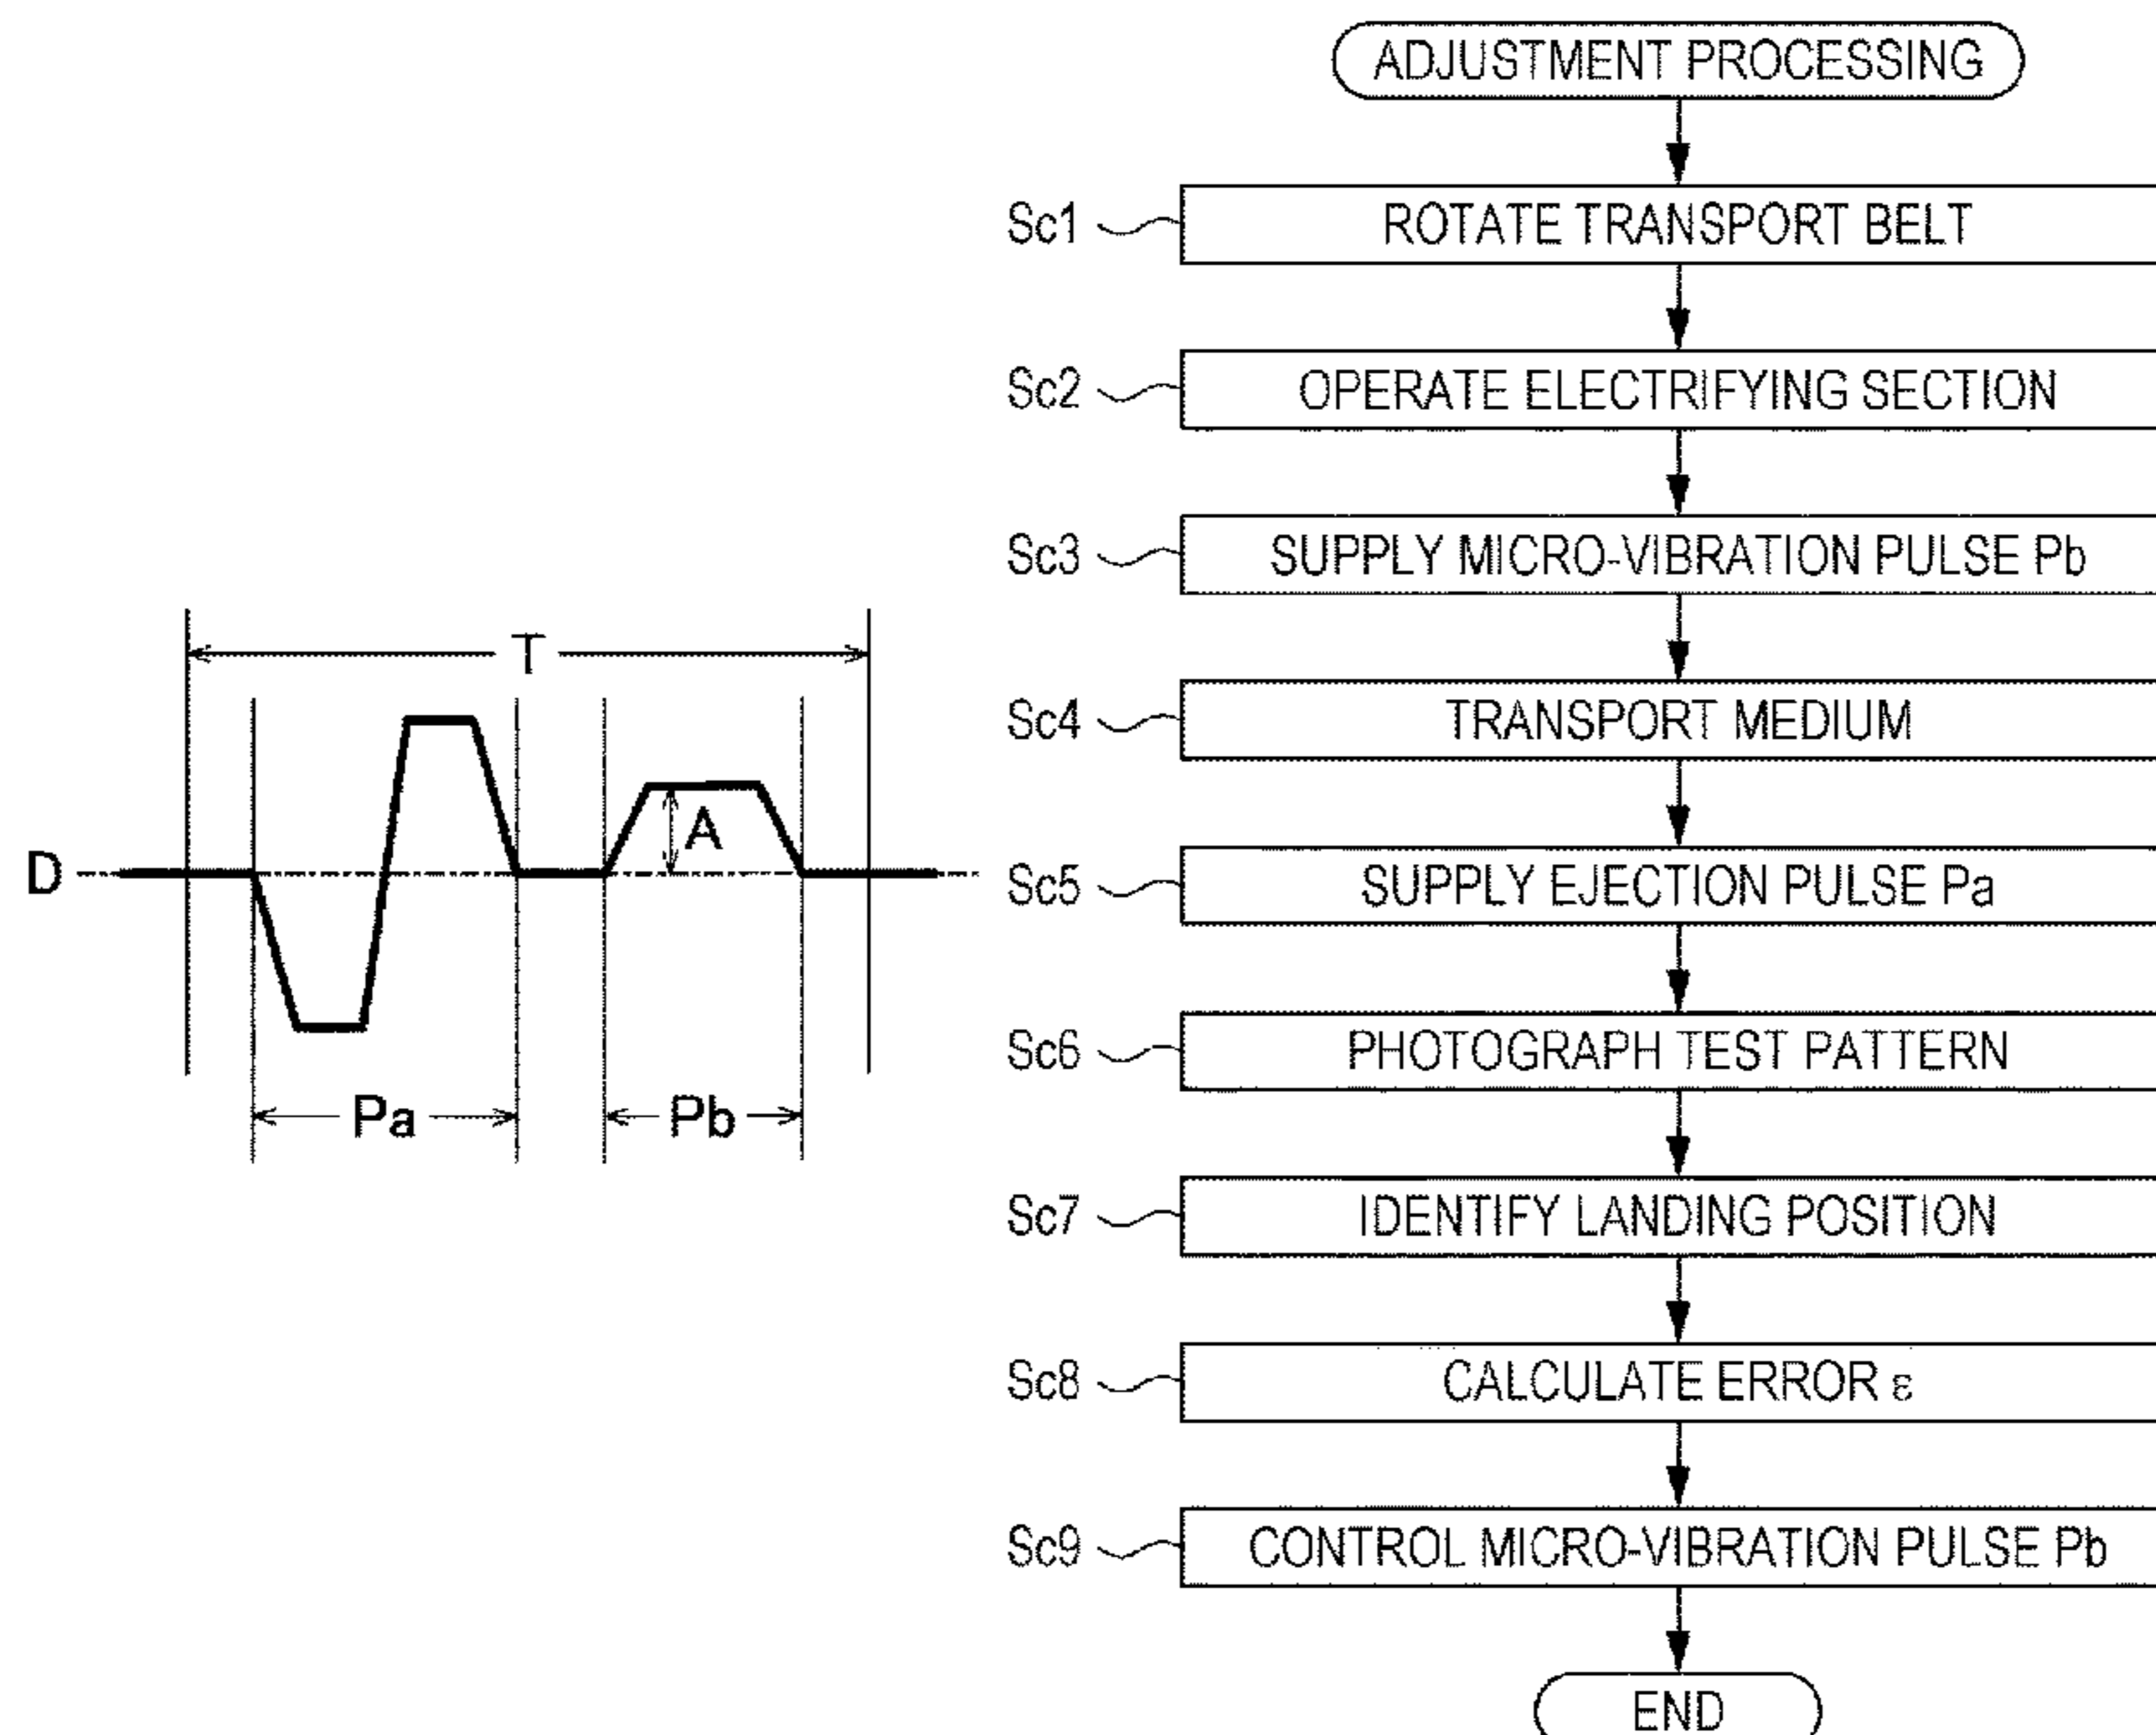 T
A
D
Pa
Pb
ADJUSTMENT PROCESSING
Sc1 ROTATE TRANSPORT BELT
Sc2 OPERATE ELECTRIFYING SECTION
Sc3 SUPPLY MICRO-VIBRATION PULSE Pb
Sc4 TRANSPORT MEDIUM
Sc5 SUPPLY EJECTION PULSE Pa
Sc6 PHOTOGRAPH TEST PATTERN
Sc7 IDENTIFY LANDING POSITION
Sc8 CALCULATE ERROR ε
Sc9 CONTROL MICRO-VIBRATION PULSE Pb
END